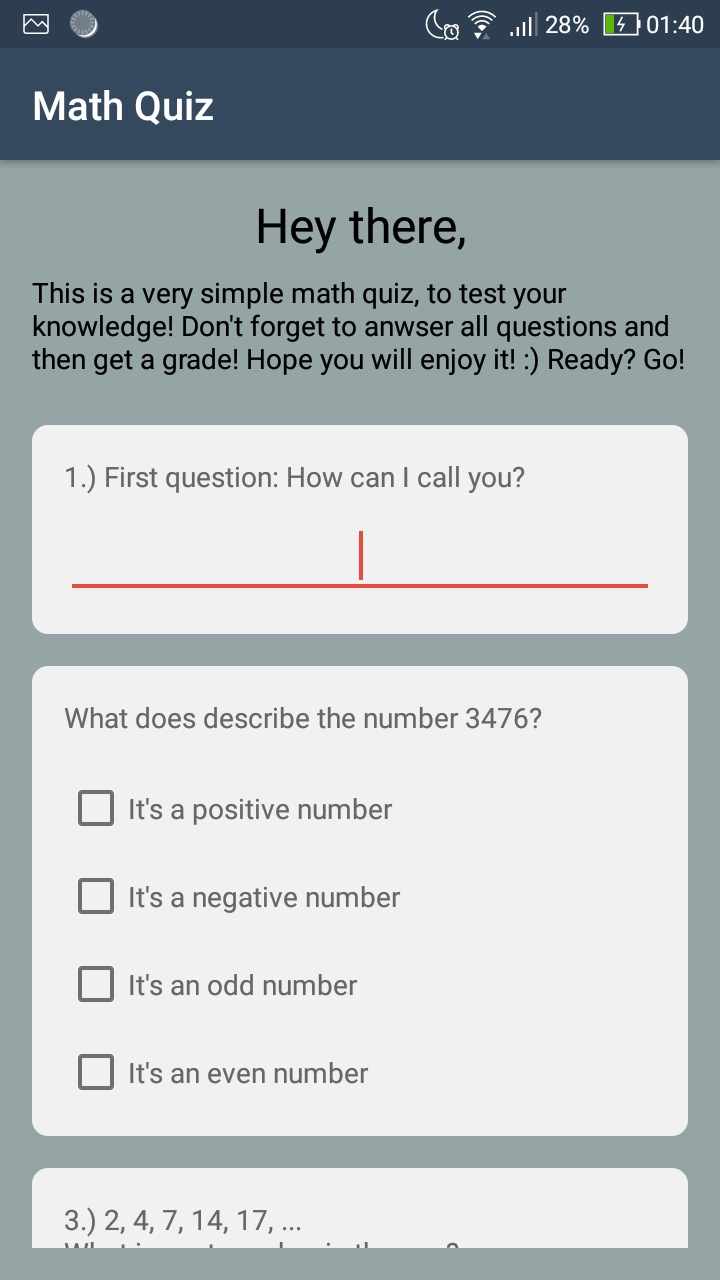 28% 01:40
Math Quiz
Hey there,
This is a very simple math quiz, to test your
knowledge! Don't forget to anwser all questions and
then get a grade! Hope you will enjoy it! :) Ready? Go!
1.) First question: How can I call you?
What does describe the number 3476?
It's a positive number
It's a negative number
It's an odd number
It's an even number
3.) 2, 4, 7, 14, 17, ...